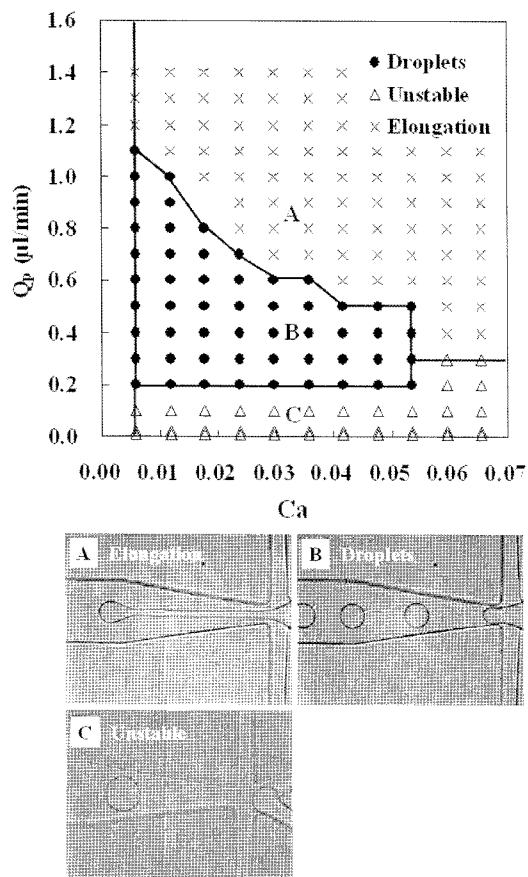 1.6
1.4
1.2
1.0
0.8
0.6
0.4
0.2
0.0
Qp (µl/min)
Droplets
Unstable
Elongation
A
B
C
0.00 0.01 0.02 0.03 0.04 0.05 0.06 0.07
Ca
A Elongation
B Droplets
C Unstable